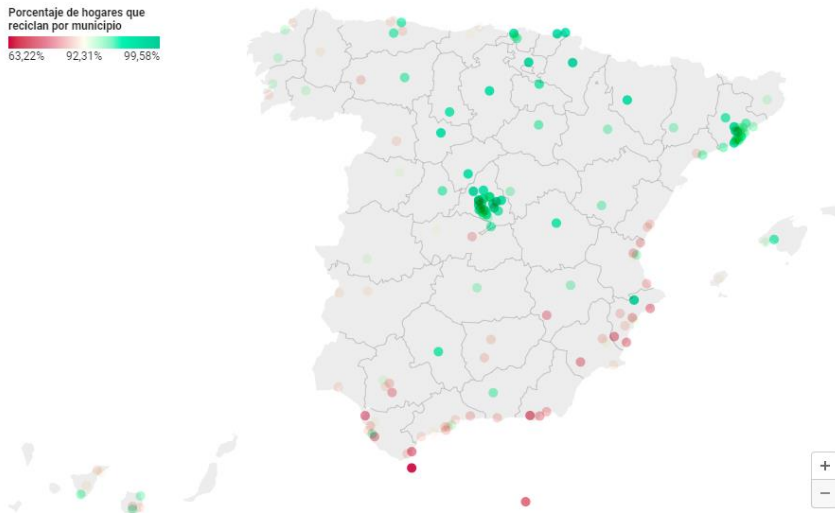 Porcentaje de hogares que
reciclan por municipio
63,22% 92,31% 99,58%
+
−